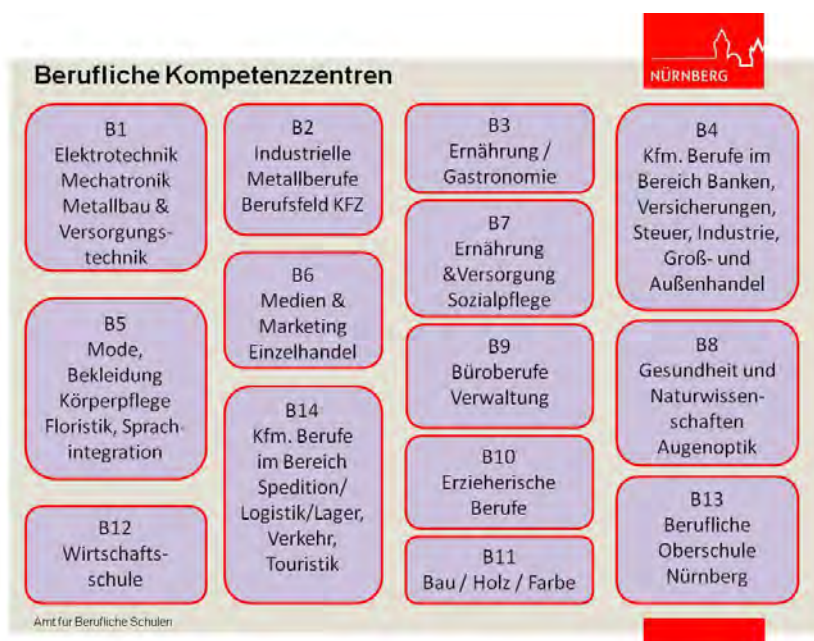 NÜRNBERG
Berufliche Kompetenzzentren
B1
Elektrotechnik
Mechatronik
Metallbau &
Versorgungs-
technik
B2
Industrielle
Metallberufe
Berufsfeld KFZ
B3
Ernährung /
Gastronomie
B4
Kfm. Berufe im
Bereich Banken,
Versicherungen,
Steuer, Industrie,
Groß- und
Außenhandel
B5
Mode,
Bekleidung
Körperpflege
Floristik, Sprach-
integration
B6
Medien &
Marketing
Einzelhandel
B7
Ernährung
&Versorgung
Sozialpflege
B8
Gesundheit und
Naturwissen-
schaften
Augenoptik
B9
Büroberufe
Verwaltung
B10
Erzieherische
Berufe
B11
Bau / Holz / Farbe
B12
Wirtschafts-
schule
B13
Berufliche
Oberschule
Nürnberg
B14
Kfm. Berufe
im Bereich
Spedition/
Logistik/Lager,
Verkehr,
Touristik
Amt für Berufliche Schulen